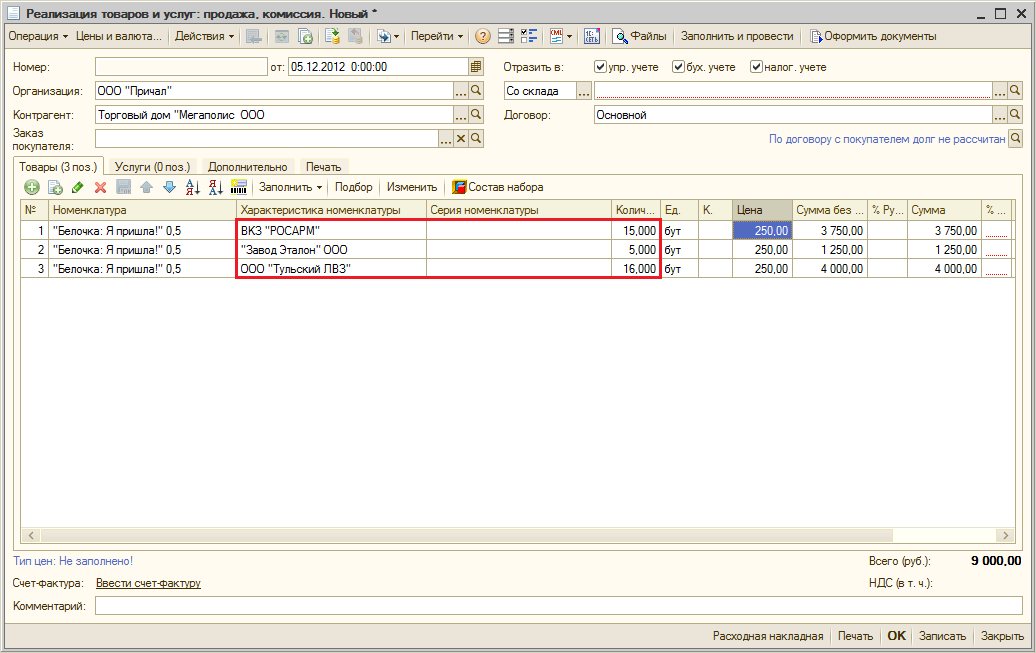 Реализация товаров и услуг: продажа, комиссия. Новый *
Операция Цены и валюта... Действия Перейти Файлы Заполнить и провести Оформить документы
Номер: от: 05.12.2012 0:00:00 Отразить в: упр. учете бух. учете налог. учете
Организация: ООО "Причал" Со склада
Контрагент: Торговый дом "Мегаполис ООО Договор: Основной
Заказ
покупателя: По договору с покупателем долг не рассчитан
Товары (3 поз.) Услуги (0 поз.) Дополнительно Печать
Заполнить Подбор Изменить Состав набора
№ Номенклатура Характеристика номенклатуры Серия номенклатуры Колич... Ед. К. Цена Сумма без ... % Ру... Сумма % ...
1 "Белочка: Я пришла!" 0,5 ВКЗ "РОСАРМ" 15,000 бут 250,00 3 750,00 3 750,00
2 "Белочка: Я пришла!" 0,5 "Завод Эталон" ООО 5,000 бут 250,00 1 250,00 1 250,00
3 "Белочка: Я пришла!" 0,5 ООО "Тульский ЛВЗ" 16,000 бут 250,00 4 000,00 4 000,00
Тип цен: Не заполнено! Всего (руб.): 9 000,00
Счет-фактура: Ввести счет-фактуру НДС (в т. ч.):
Комментарий:
Расходная накладная Печать OK Записать Закрыть